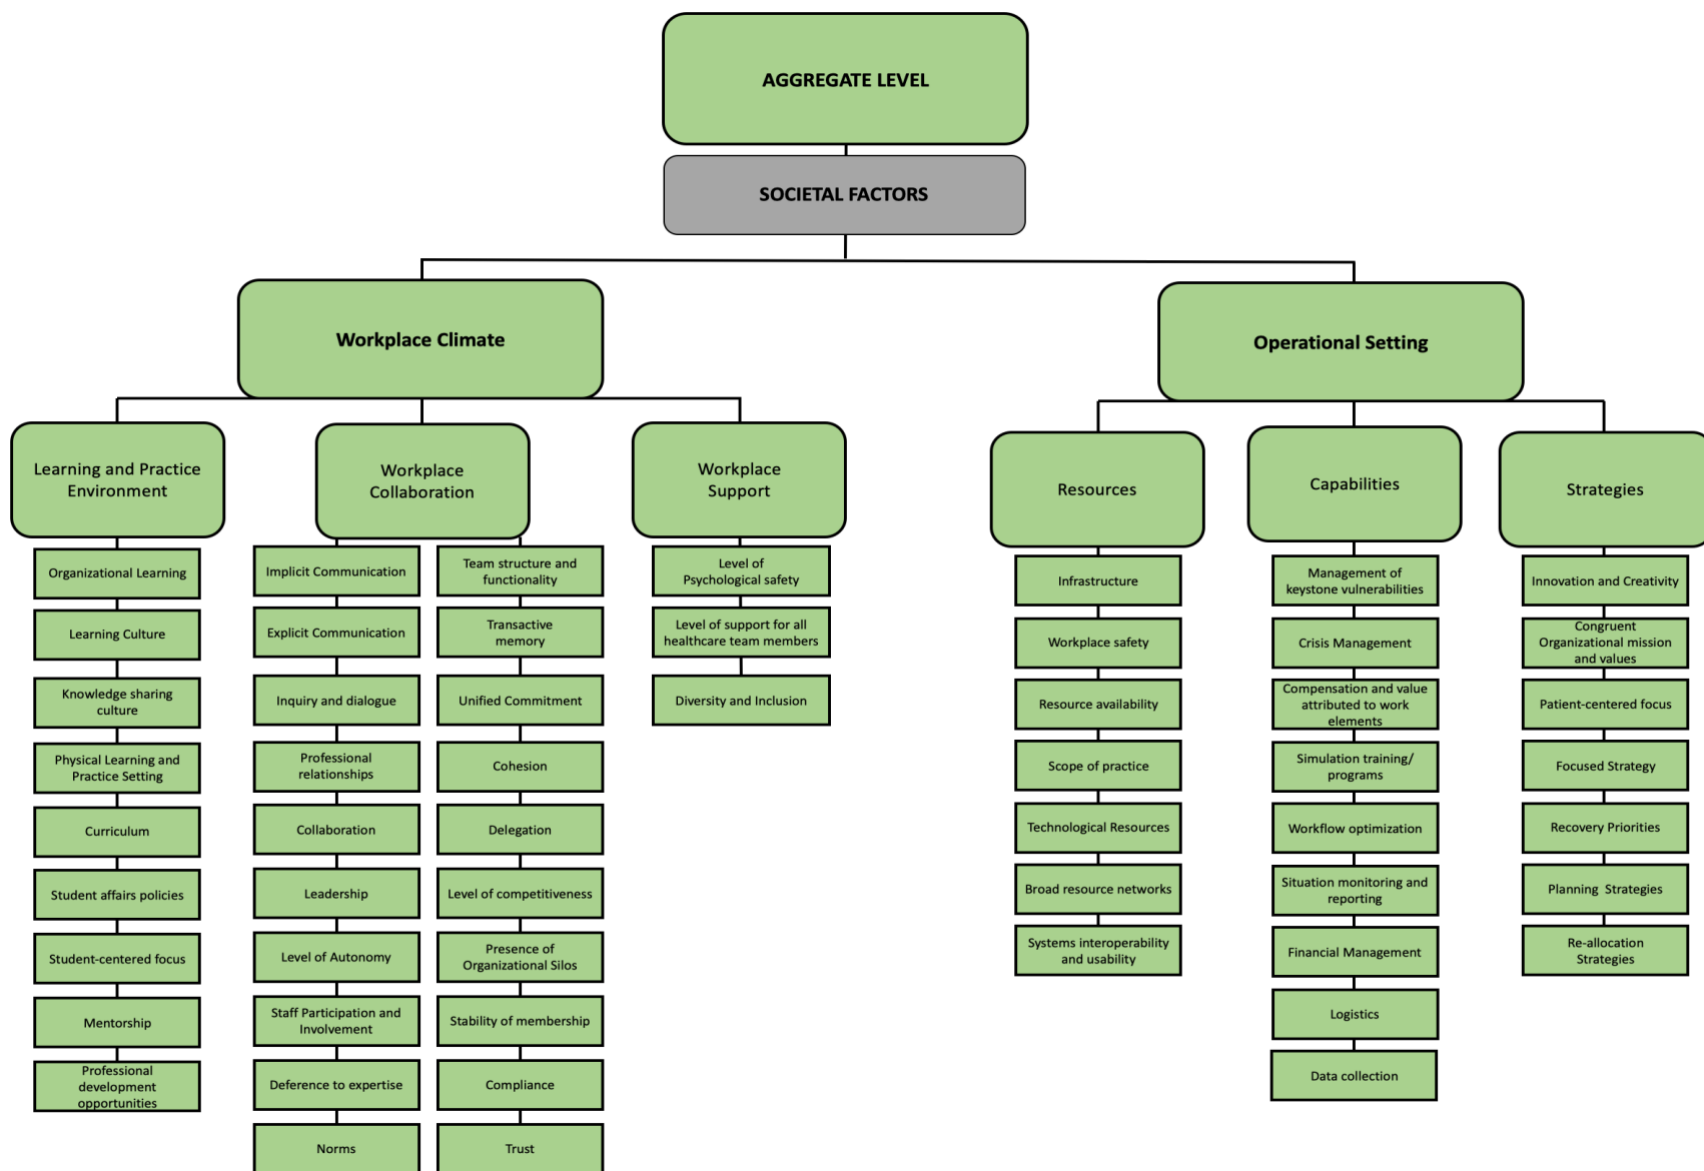 AGGREGATE LEVEL
SOCIETAL FACTORS
Workplace Climate
Operational Setting
Learning and Practice
Environment
Workplace
Collaboration
Workplace
Support
Resources
Capabilities
Strategies
Organizational Learning
Learning Culture
Knowledge sharing
culture
Physical Learning and
Practice Setting
Curriculum
Student affairs policies
Student-centered focus
Mentorship
Professional
development
opportunities
Implicit Communication
Explicit Communication
Inquiry and dialogue
Professional
relationships
Collaboration
Leadership
Level of Autonomy
Staff Participation and
Involvement
Deference to expertise
Norms
Team structure and
functionality
Transactive
memory
Unified Commitment
Cohesion
Delegation
Level of competitiveness
Presence of
Organizational Silos
Stability of membership
Compliance
Trust
Level of
Psychological safety
Level of support for all
healthcare team members
Diversity and Inclusion
Infrastructure
Workplace safety
Resource availability
Scope of practice
Technological Resources
Broad resource networks
Systems interoperability
and usability
Management of
keystone vulnerabilities
Crisis Management
Compensation and value
attributed to work
elements
Simulation training/
programs
Workflow optimization
Situation monitoring and
reporting
Financial Management
Logistics
Data collection
Innovation and Creativity
Congruent
Organizational mission
and values
Patient-centered focus
Focused Strategy
Recovery Priorities
Planning Strategies
Re-allocation
Strategies